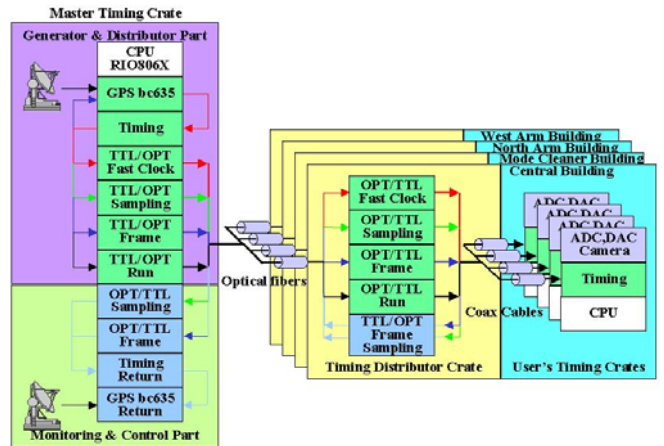 Master Timing Crate
Generator & Distributor Part
CPU
RIO806X
GPS bc635
Timing
TTL/OPT
Fast Clock
TTL/OPT
Sampling
TTL/OPT
Frame
TTL/OPT
Run
OPT/TTL
Sampling
OPT/TTL
Frame
Timing
Return
GPS bc635
Return
Monitoring & Control Part
Optical fibers
West Arm Building
North Arm Building
Mode Cleaner Building
Central Building
OPT/TTL
Fast Clock
OPT/TTL
Sampling
OPT/TTL
Frame
OPT/TTL
Run
TTL/OPT
Frame
Sampling
Timing Distributor Crate
Coax Cables
ADC,DAC
ADC,DAC
ADC,DAC
ADC,DAC
Camera
Timing
CPU
User's Timing Crates